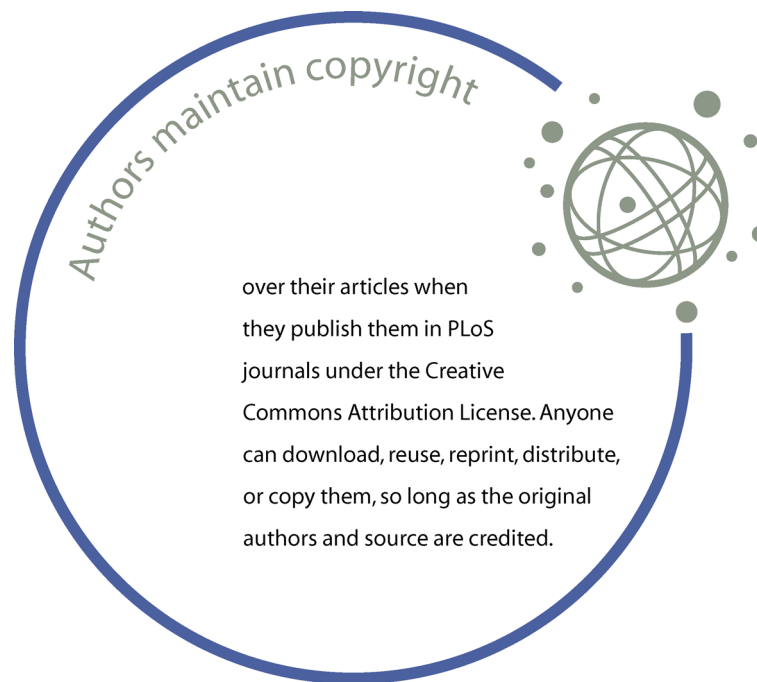 Authors maintain copyright
over their articles when
they publish them in PLoS
journals under the Creative
Commons Attribution License. Anyone
can download, reuse, reprint, distribute,
or copy them, so long as the original
authors and source are credited.